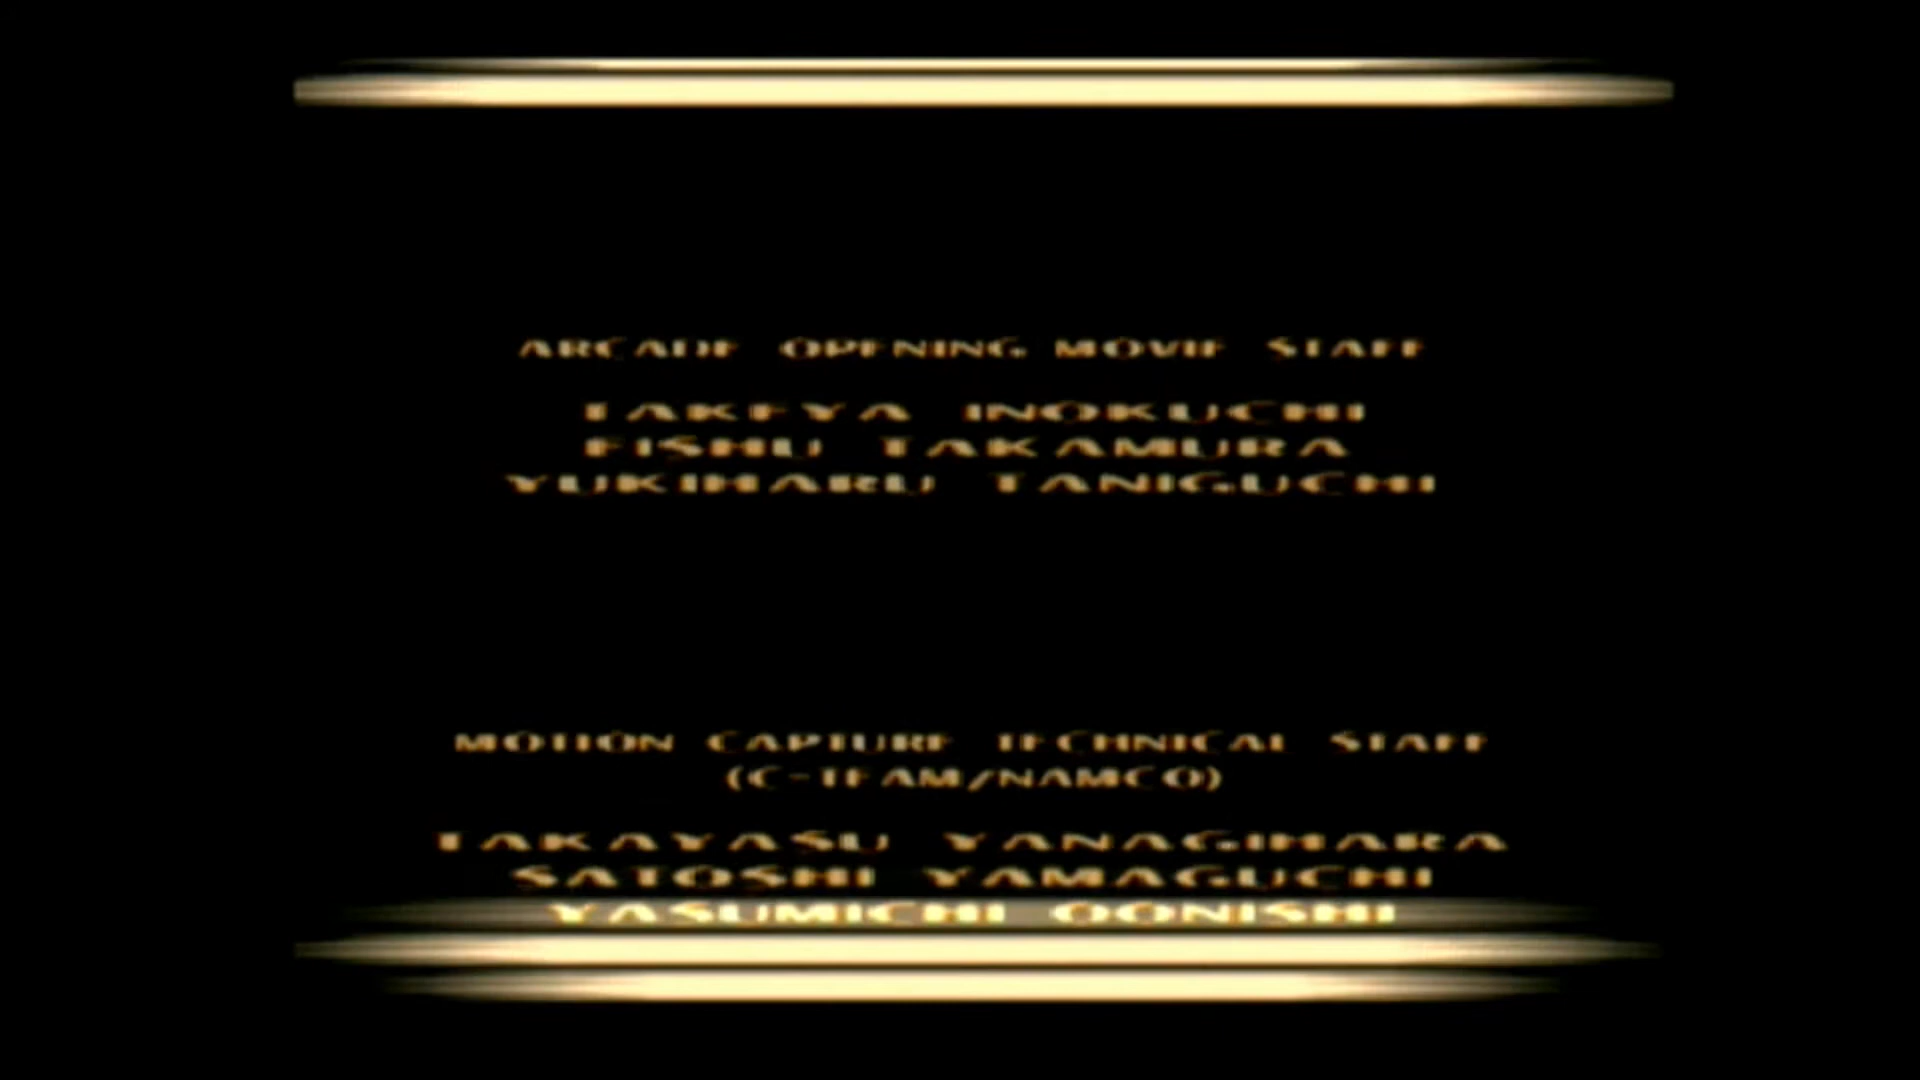 ARCADE OPENING MOVIE STAFF
TAKEYA INOKUCHI
EISHU TAKAMURA
YUKIHARU TANIGUCHI
MOTION CAPTURE TECHNICAL STAFF
(C-TEAM/NAMCO)
TAKAYASU YANAGIHARA
SATOSHI YAMAGUCHI
YASUMICHI OONISHI